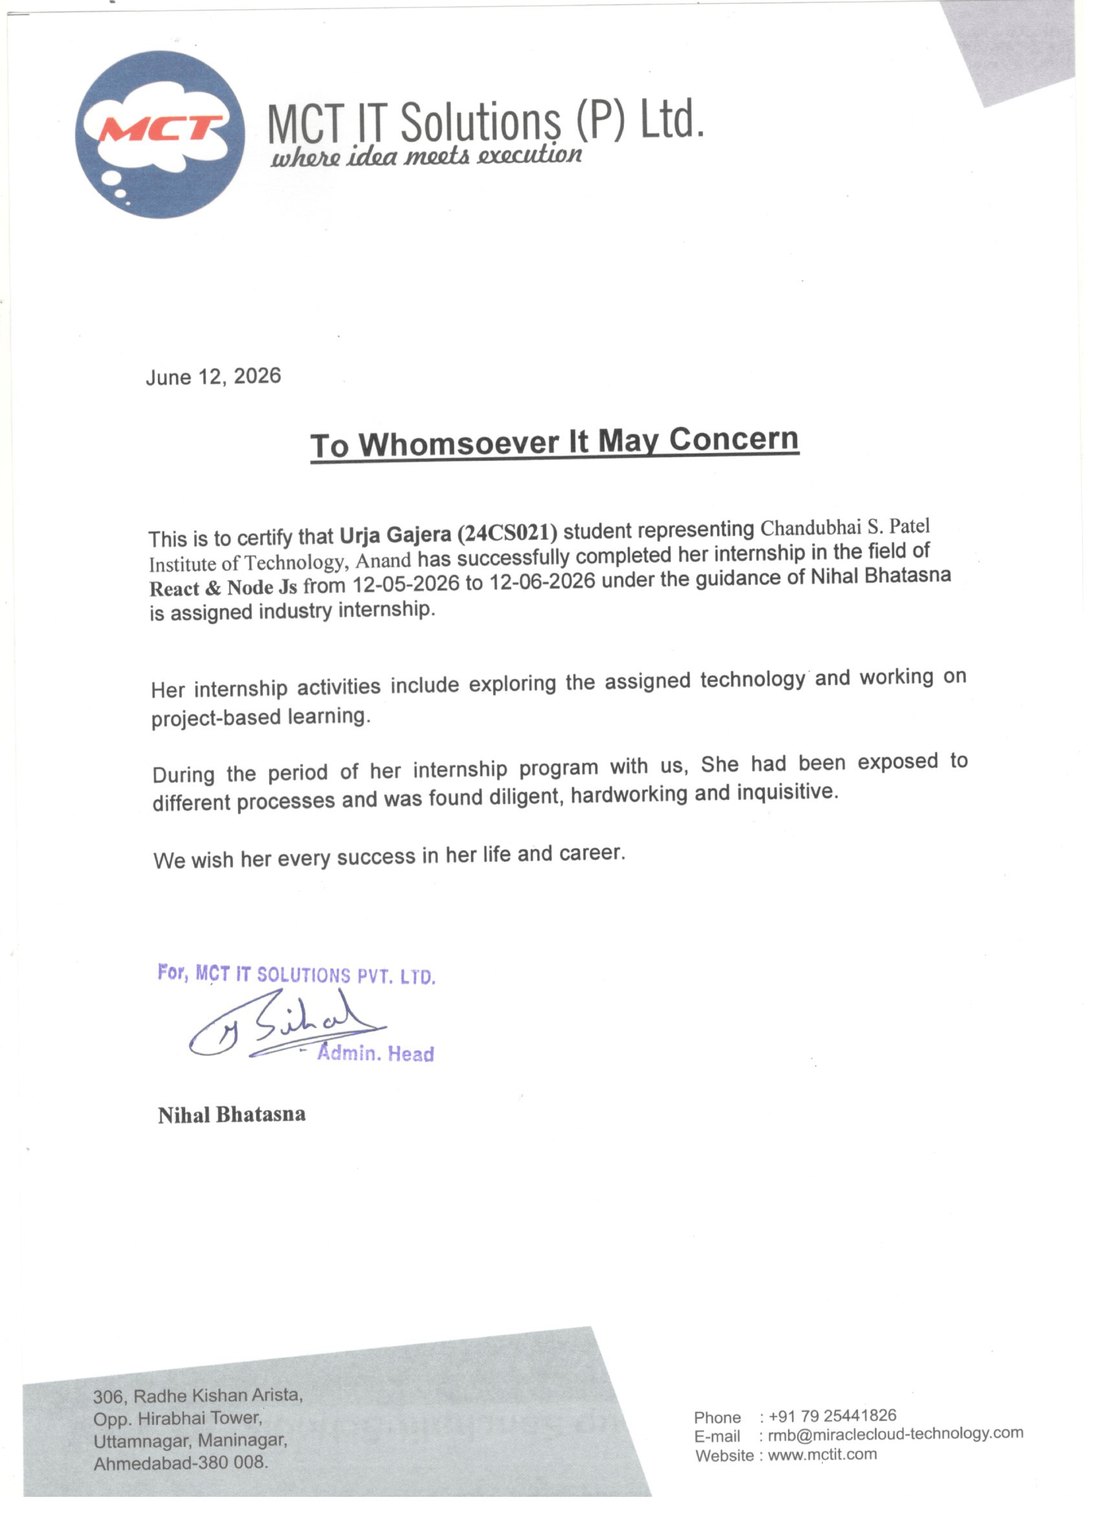 MCT
MCT IT Solutions (P) Ltd.
where idea meets execution
June 12, 2026
To Whomsoever It May Concern
This is to certify that Urja Gajera (24CS021) student representing Chandubhai S. Patel
Institute of Technology, Anand has successfully completed her internship in the field of
React & Node Js from 12-05-2026 to 12-06-2026 under the guidance of Nihal Bhatasna
is assigned industry internship.
Her internship activities include exploring the assigned technology and working on
project-based learning.
During the period of her internship program with us, She had been exposed to
different processes and was found diligent, hardworking and inquisitive.
We wish her every success in her life and career.
For, MCT IT SOLUTIONS PVT. LTD.
Nihal
Admin. Head
Nihal Bhatasna
306, Radhe Kishan Arista,
Opp. Hirabhai Tower,
Uttamnagar, Maninagar,
Ahmedabad-380 008.
Phone : +91 79 25441826
E-mail : rmb@miraclecloud-technology.com
Website : www.mctit.com